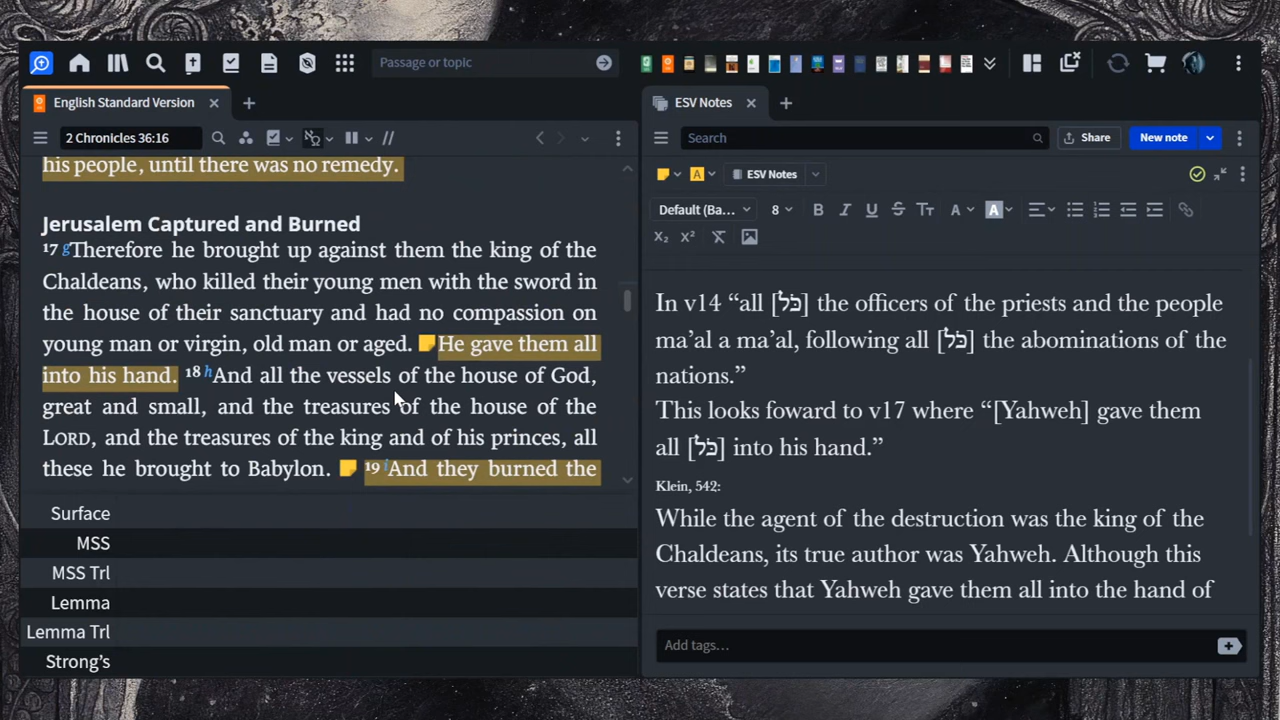 Passage or topic
English Standard Version
2 Chronicles 36:16
his people, until there was no remedy.
Jerusalem Captured and Burned
17 gTherefore he brought up against them the king of the
Chaldeans, who killed their young men with the sword in
the house of their sanctuary and had no compassion on
young man or virgin, old man or aged. He gave them all
into his hand. 18 hAnd all the vessels of the house of God,
great and small, and the treasures of the house of the
LORD, and the treasures of the king and of his princes, all
these he brought to Babylon. 19 iAnd they burned the
Surface
MSS
MSS Trl
Lemma
Lemma Trl
Strong’s
ESV Notes
Search
Share
New note
A
ESV Notes
Default (Ba...
8
B I U S Tт A A
X₂ X²
In v14 “all [כֹּל] the officers of the priests and the people
ma’al a ma’al, following all [כֹּל] the abominations of the
nations.”
This looks foward to v17 where “[Yahweh] gave them
all [כֹּל] into his hand.”
Klein, 542:
While the agent of the destruction was the king of the
Chaldeans, its true author was Yahweh. Although this
verse states that Yahweh gave them all into the hand of
Add tags…